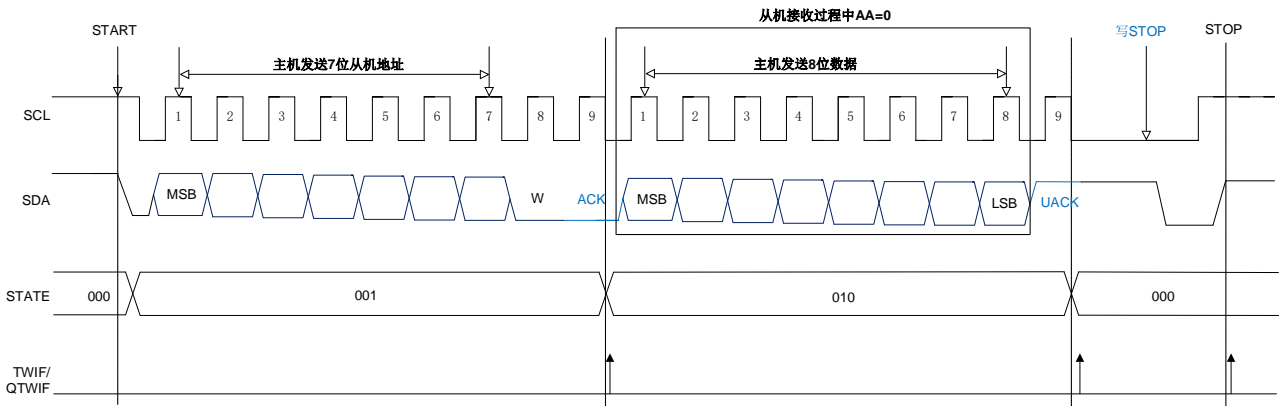 从机接收过程中AA=0
START
写STOP
STOP
主机发送7位从机地址
主机发送8位数据
SCL
1 2 3 4 5 6 7 8 9 1 2 3 4 5 6 7 8 9
SDA
MSB
W
ACK
MSB
LSB
UACK
STATE
000
001
010
000
TWIF/
QTWIF